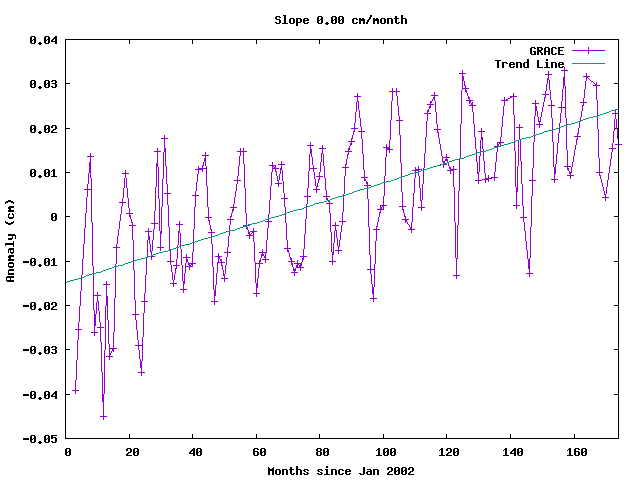 Slope 0.00 cm/month
0.04
GRACE
Trend Line
0.03
0.02
0.01
0
-0.01
-0.02
-0.03
-0.04
-0.05
Anomaly (cm)
0 20 40 60 80 100 120 140 160
Months since Jan 2002